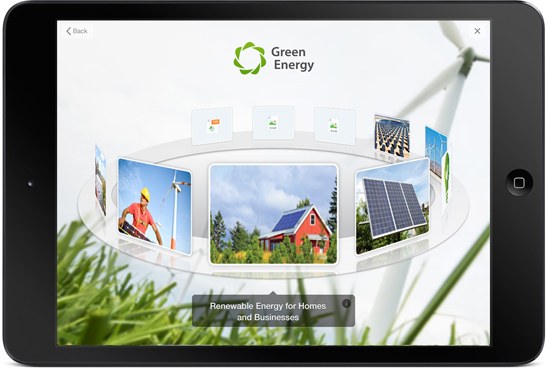 Back
Green
Energy
Renewable Energy for Homes
and Businesses